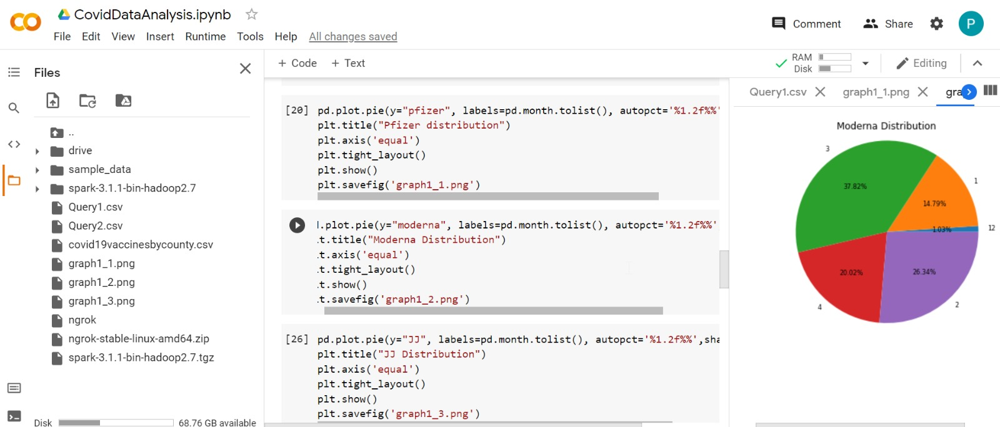 CovidDataAnalysis.ipynb
File Edit View Insert Runtime Tools Help All changes saved
Comment Share P
Files
+ Code + Text
RAM
Disk
Editing
Query1.csv graph1_1.png gra
..
drive
sample_data
spark-3.1.1-bin-hadoop2.7
Query1.csv
Query2.csv
covid19vaccinesbycounty.csv
graph1_1.png
graph1_2.png
graph1_3.png
ngrok
ngrok-stable-linux-amd64.zip
spark-3.1.1-bin-hadoop2.7.tgz
Disk 68.76 GB available
[20] pd.plot.pie(y="pfizer", labels=pd.month.tolist(), autopct='%1.2f%%'
plt.title("Pfizer distribution")
plt.axis('equal')
plt.tight_layout()
plt.show()
plt.savefig('graph1_1.png')
l.plot.pie(y="moderna", labels=pd.month.tolist(), autopct='%1.2f%%'
.t.title("Moderna Distribution")
.t.axis('equal')
.t.tight_layout()
.t.show()
.t.savefig('graph1_2.png')
[26] pd.plot.pie(y="JJ", labels=pd.month.tolist(), autopct='%1.2f%%',sha
plt.title("JJ Distribution")
plt.axis('equal')
plt.tight_layout()
plt.show()
plt.savefig('graph1_3.png')
Moderna Distribution
3
1
37.82%
14.79%
12
1.03%
20.02%
26.34%
4
2